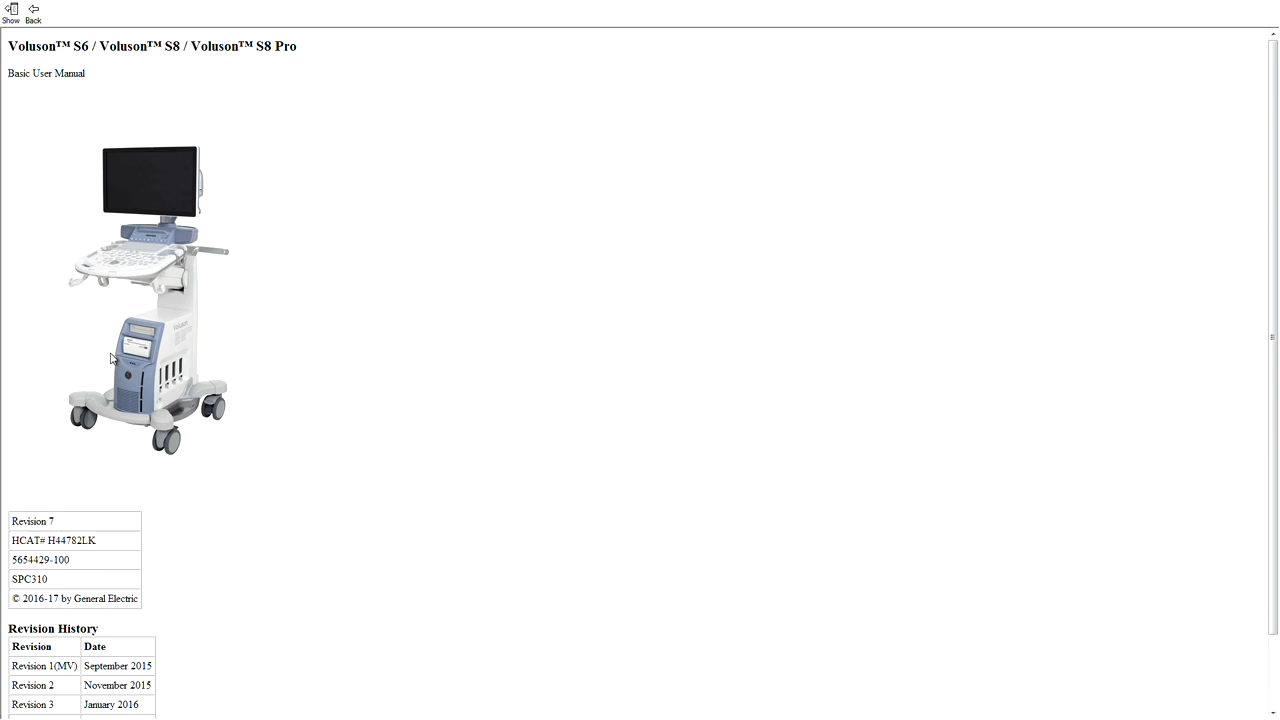 Show Back
Voluson™ S6 / Voluson™ S8 / Voluson™ S8 Pro
Basic User Manual
Voluson
Revision 7
HCAT# H44782LK
5654429-100
SPC310
© 2016-17 by General Electric
Revision History
Revision Date
Revision 1(MV) September 2015
Revision 2 November 2015
Revision 3 January 2016